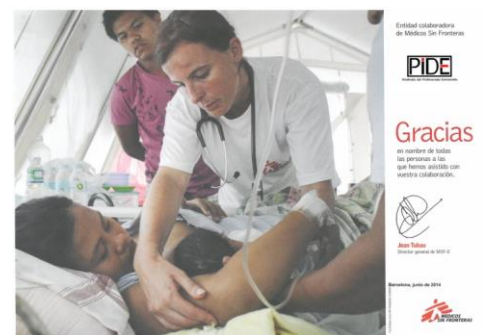 Entidad colaboradora
de Médicos Sin Fronteras
PIDE
Gracias
en nombre de todas
las personas a las
que hemos asistido con
vuestra colaboración.
Joan Tubau
Director general de MSF-E
Barcelona, junio de 2014
MEDICOS
SIN FRONTERAS